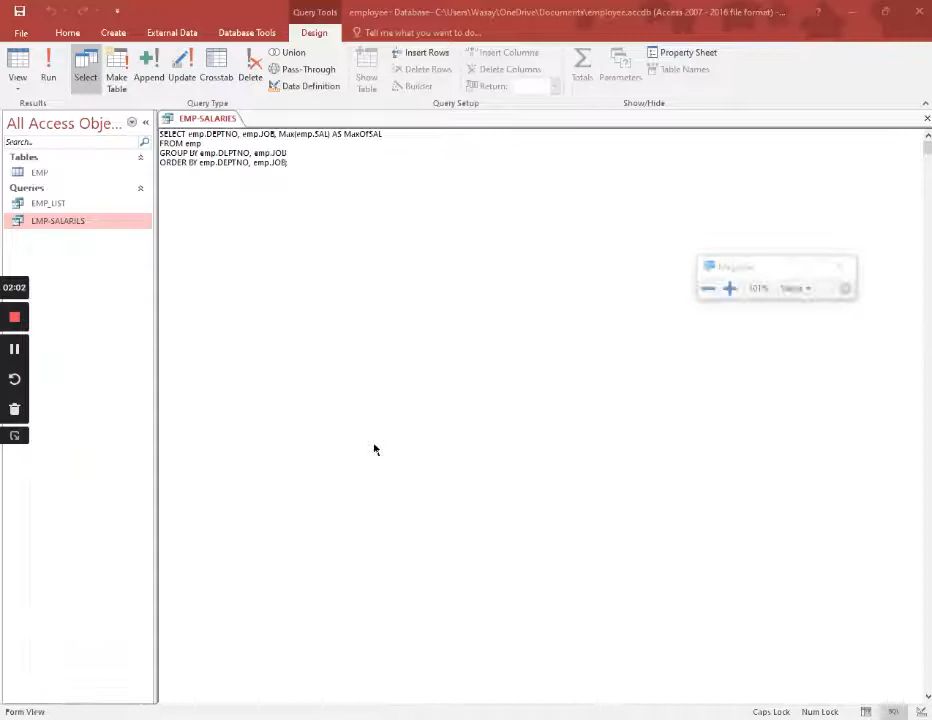 Query Tools
employee - Database- C:\Users\Wasay\OneDrive\Documents\employee.accdb (Access 2007 - 2016 file format) -...
File
Home
Create
External Data
Database Tools
Design
Tell me what you want to do...
View
Run
Select
Make Table
Append
Update
Crosstab
Delete
Union
Pass-Through
Data Definition
Show Table
Insert Rows
Delete Rows
Builder
Insert Columns
Delete Columns
Return:
Totals
Parameters
Property Sheet
Table Names
Results
Query Type
Query Setup
Show/Hide
All Access Obje...
Search..
Tables
EMP
Queries
EMP_LIST
EMP-SALARIES
EMP-SALARIES
SELECT emp.DEPTNO, emp.JOB, Max(emp.SAL) AS MaxOfSAL
FROM emp
GROUP BY emp.DEPTNO, emp.JOB
ORDER BY emp.DEPTNO, emp.JOB;
02:02
101%
Form View
Caps Lock
Num Lock
SQL